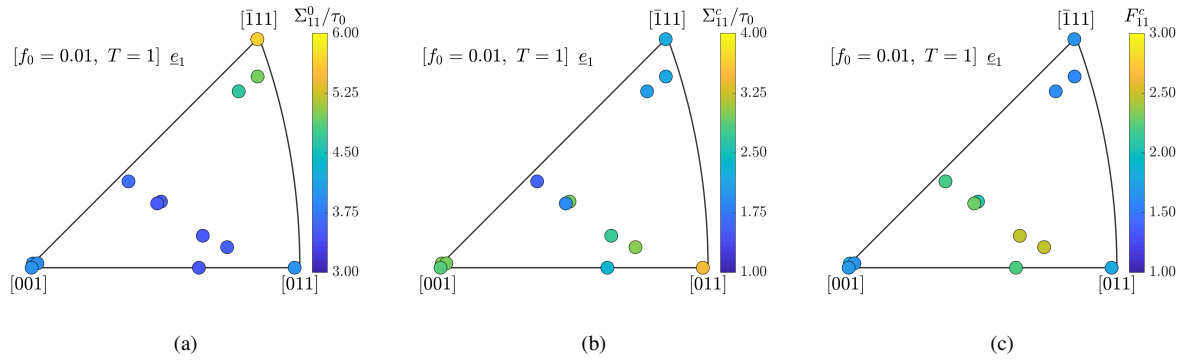 [1̄11] Σ⁰₁₁/τ₀
6.00
[f₀ = 0.01, T = 1] e̲₁
5.25
4.50
3.75
3.00
[001] [011]
(a)
[1̄11] Σᶜ₁₁/τ₀
4.00
[f₀ = 0.01, T = 1] e̲₁
3.25
2.50
1.75
1.00
[001] [011]
(b)
[1̄11] Fᶜ₁₁
3.00
[f₀ = 0.01, T = 1] e̲₁
2.50
2.00
1.50
1.00
[001] [011]
(c)